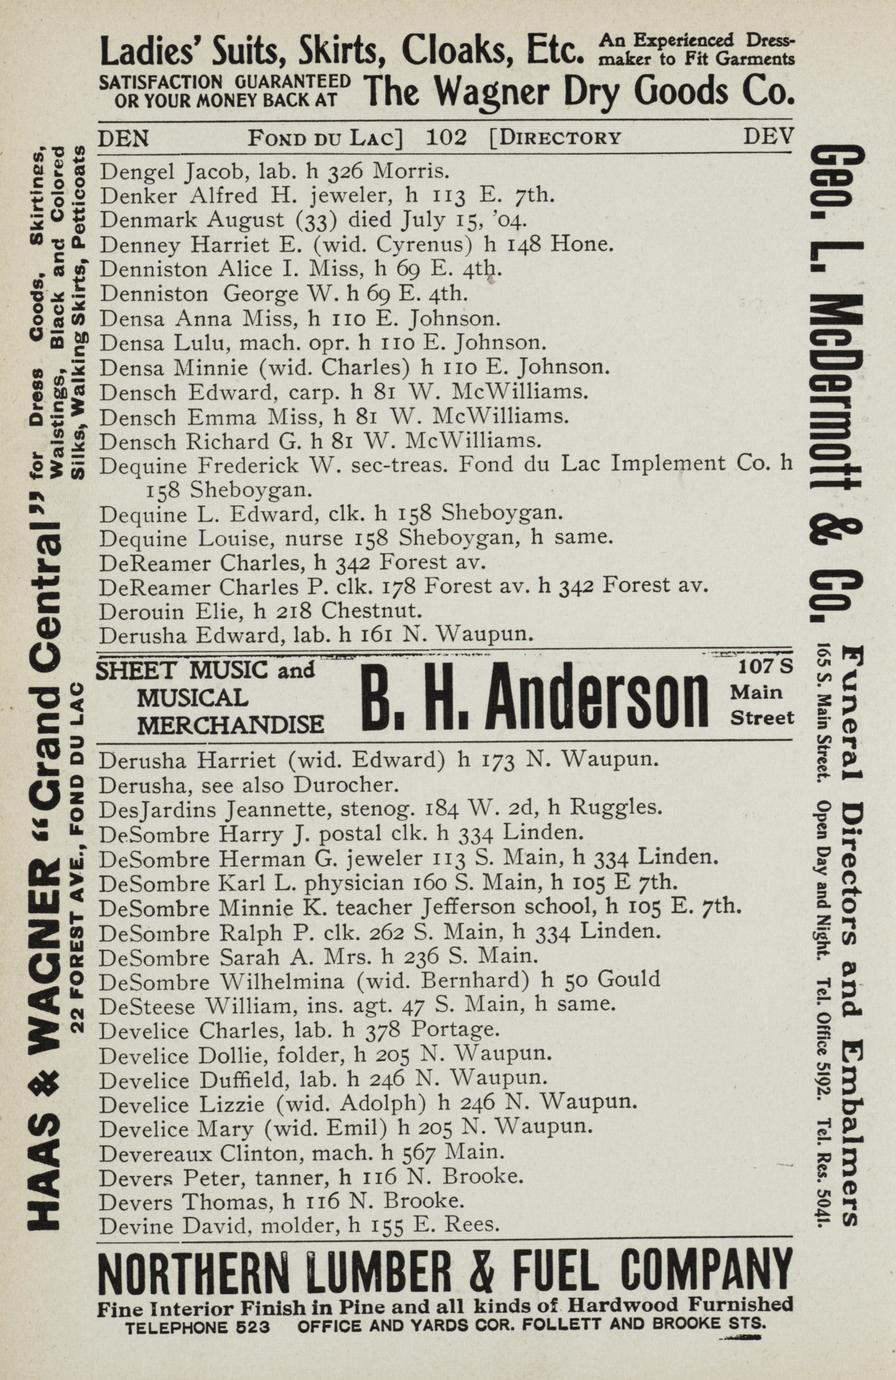 Ladies' Suits, Skirts, Cloaks, Etc. An Experienced Dress-
maker to Fit Garments
SATISFACTION GUARANTEED
OR YOUR MONEY BACK AT The Wagner Dry Goods Co.
DEN FOND DU LAC] 102 [DIRECTORY DEV
Dengel Jacob, lab. h 326 Morris.
Denker Alfred H. jeweler, h 113 E. 7th.
Denmark August (33) died July 15, '04.
Denney Harriet E. (wid. Cyrenus) h 148 Hone.
Denniston Alice I. Miss, h 69 E. 4th.
Denniston George W. h 69 E. 4th.
Densa Anna Miss, h 110 E. Johnson.
Densa Lulu, mach. opr. h 110 E. Johnson.
Densa Minnie (wid. Charles) h 110 E. Johnson.
Densch Edward, carp. h 81 W. McWilliams.
Densch Emma Miss, h 81 W. McWilliams.
Densch Richard G. h 81 W. McWilliams.
Dequine Frederick W. sec-treas. Fond du Lac Implement Co. h
158 Sheboygan.
Dequine L. Edward, clk. h 158 Sheboygan.
Dequine Louise, nurse 158 Sheboygan, h same.
DeReamer Charles, h 342 Forest av.
DeReamer Charles P. clk. 178 Forest av. h 342 Forest av.
Derouin Elie, h 218 Chestnut.
Derusha Edward, lab. h 161 N. Waupun.
SHEET MUSIC and
MUSICAL
MERCHANDISE
B. H. Anderson
107 S
Main
Street
Derusha Harriet (wid. Edward) h 173 N. Waupun.
Derusha, see also Durocher.
DesJardins Jeannette, stenog. 184 W. 2d, h Ruggles.
DeSombre Harry J. postal clk. h 334 Linden.
DeSombre Herman G. jeweler 113 S. Main, h 334 Linden.
DeSombre Karl L. physician 160 S. Main, h 105 E 7th.
DeSombre Minnie K. teacher Jefferson school, h 105 E. 7th.
DeSombre Ralph P. clk. 262 S. Main, h 334 Linden.
DeSombre Sarah A. Mrs. h 236 S. Main.
DeSombre Wilhelmina (wid. Bernhard) h 50 Gould
DeSteese William, ins. agt. 47 S. Main, h same.
Develice Charles, lab. h 378 Portage.
Develice Dollie, folder, h 205 N. Waupun.
Develice Duffield, lab. h 246 N. Waupun.
Develice Lizzie (wid. Adolph) h 246 N. Waupun.
Develice Mary (wid. Emil) h 205 N. Waupun.
Devereaux Clinton, mach. h 567 Main.
Devers Peter, tanner, h 116 N. Brooke.
Devers Thomas, h 116 N. Brooke.
Devine David, molder, h 155 E. Rees.
NORTHERN LUMBER & FUEL COMPANY
Fine Interior Finish in Pine and all kinds of Hardwood Furnished
TELEPHONE 523 OFFICE AND YARDS COR. FOLLETT AND BROOKE STS.
HAAS & WAGNER "Grand Central"
22 FOREST AVE., FOND DU LAC
for Dress Goods, Skirtings,
Waistings, Black and Colored
Silks, Walking Skirts, Petticoats
Geo. L. McDermott & Co.
Funeral Directors and Embalmers
165 S. Main Street. Open Day and Night. Tel. Office 5192. Tel. Res. 5041.